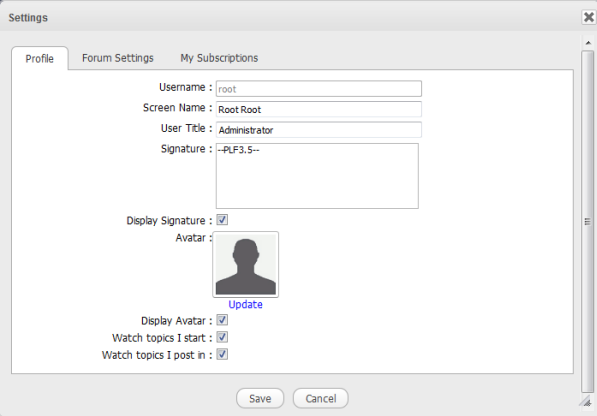 Settings
Profile Forum Settings My Subscriptions
Username : root
Screen Name : Root Root
User Title : Administrator
Signature : --PLF3.5--
Display Signature :
Avatar :
Update
Display Avatar :
Watch topics I start :
Watch topics I post in :
Save Cancel